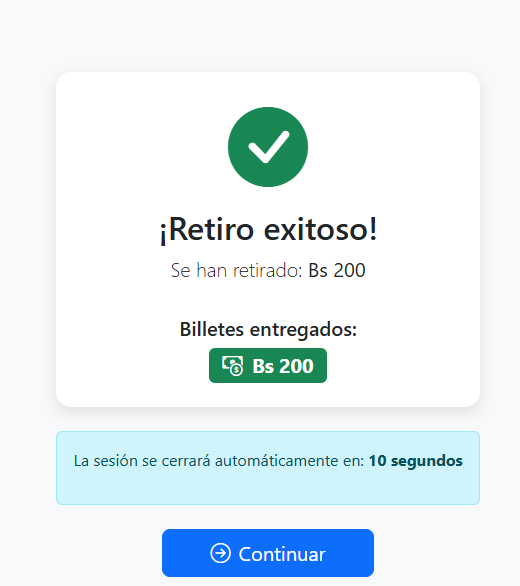 ¡Retiro exitoso!
Se han retirado: Bs 200
Billetes entregados:
Bs 200
La sesión se cerrará automáticamente en: 10 segundos
Continuar